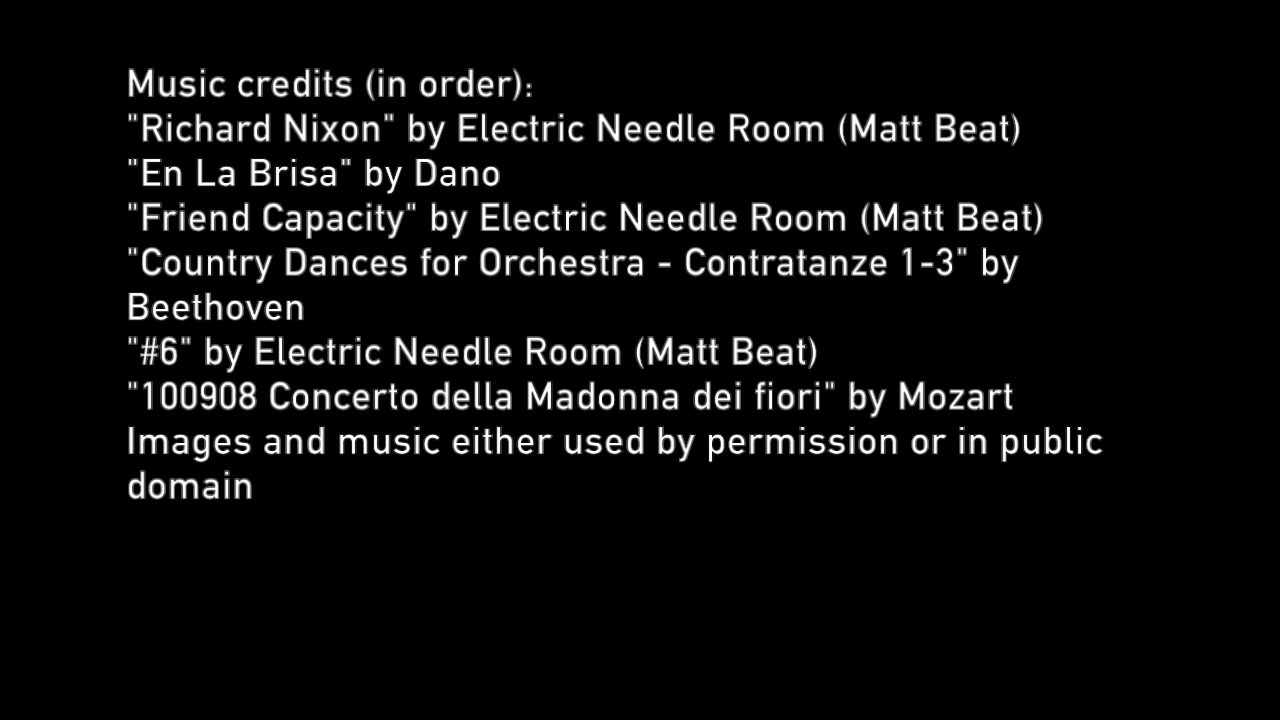 Music credits (in order):
"Richard Nixon" by Electric Needle Room (Matt Beat)
"En La Brisa" by Dano
"Friend Capacity" by Electric Needle Room (Matt Beat)
"Country Dances for Orchestra - Contratanze 1-3" by
Beethoven
"#6" by Electric Needle Room (Matt Beat)
"100908 Concerto della Madonna dei fiori" by Mozart
Images and music either used by permission or in public
domain